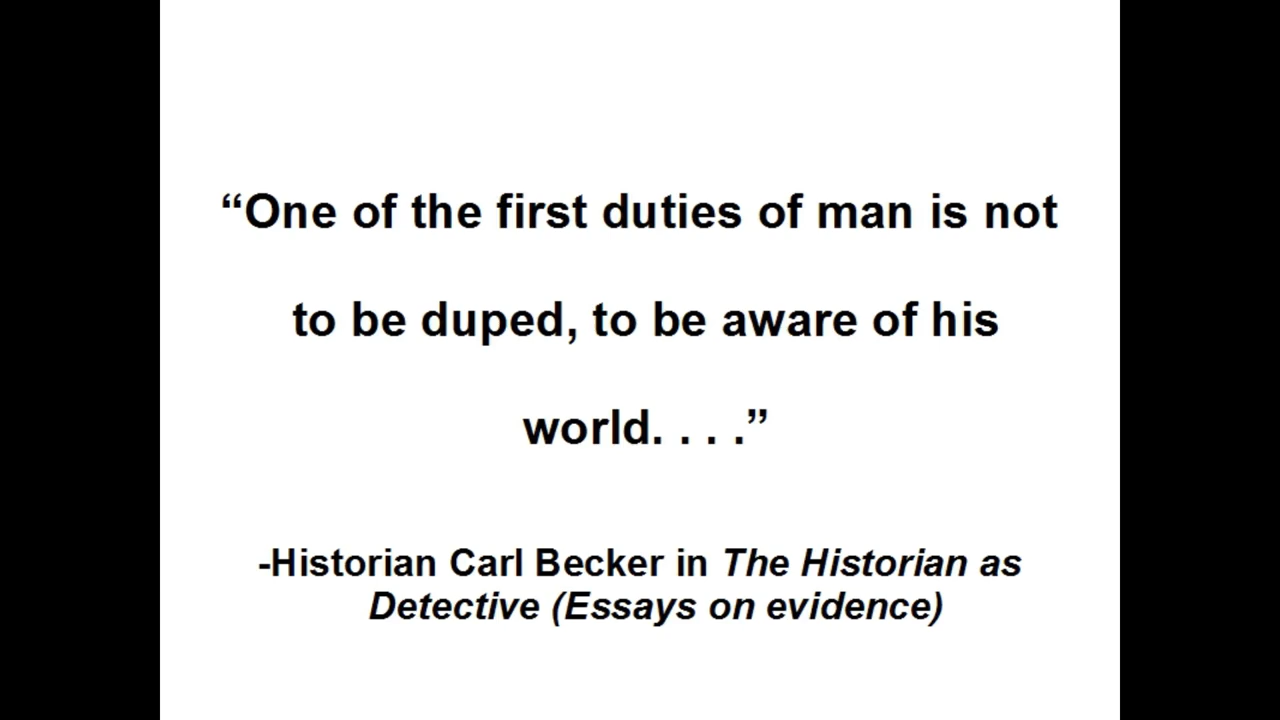 “One of the first duties of man is not
to be duped, to be aware of his
world. . . .”
-Historian Carl Becker in The Historian as
Detective (Essays on evidence)